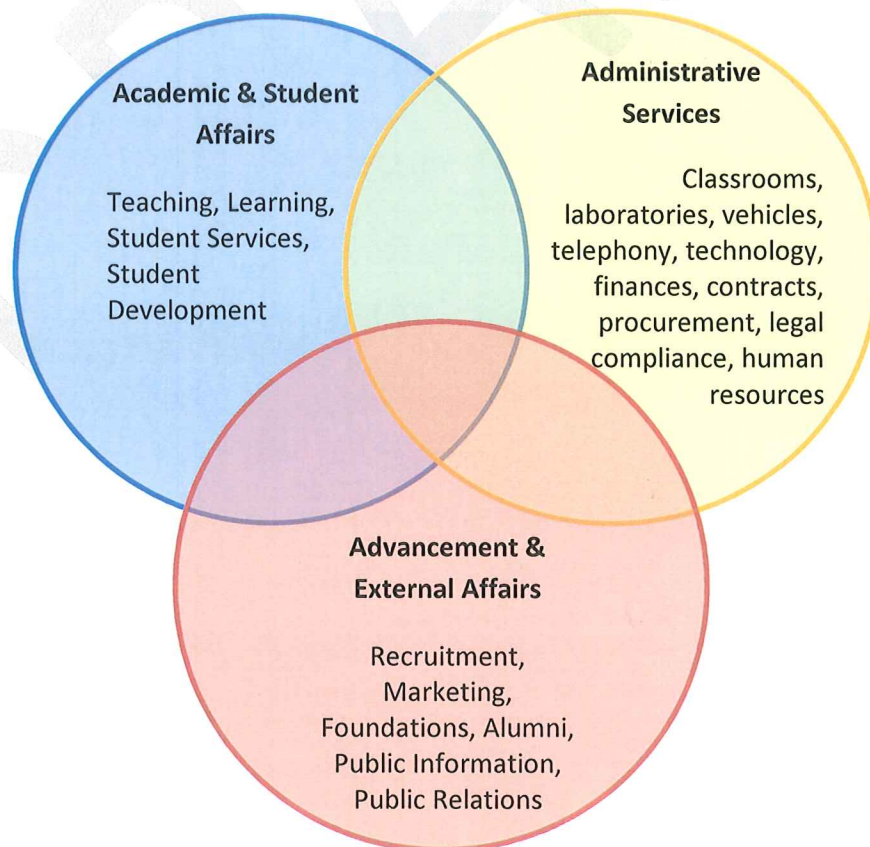 Academic & Student
Affairs
Teaching, Learning,
Student Services,
Student
Development
Administrative
Services
Classrooms,
laboratories, vehicles,
telephony, technology,
finances, contracts,
procurement, legal
compliance, human
resources
Advancement &
External Affairs
Recruitment,
Marketing,
Foundations, Alumni,
Public Information,
Public Relations